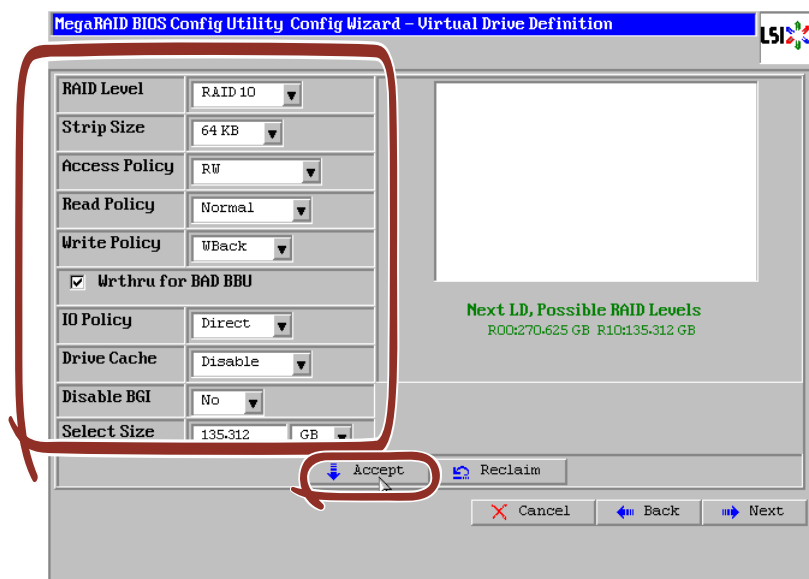 MegaRAID BIOS Config Utility Config Wizard - Virtual Drive Definition
LSI
RAID Level RAID 10
Strip Size 64 KB
Access Policy RW
Read Policy Normal
Write Policy WBack
Wrthru for BAD BBU
IO Policy Direct
Drive Cache Disable
Disable BGI No
Select Size 135.312 GB
Next LD, Possible RAID Levels
R00:270.625 GB R10:135.312 GB
Accept Reclaim
Cancel Back Next